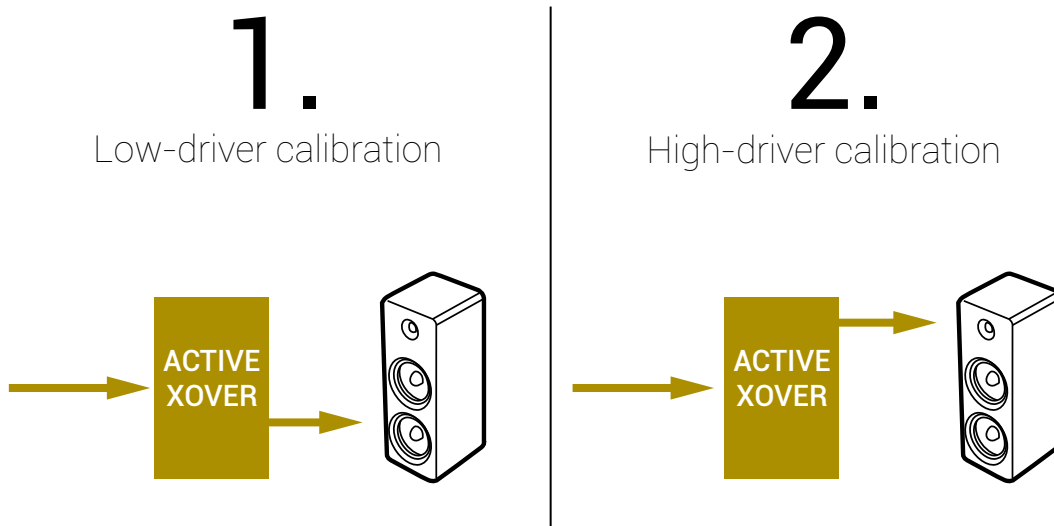 1.
Low-driver calibration
ACTIVE
XOVER
2.
High-driver calibration
ACTIVE
XOVER